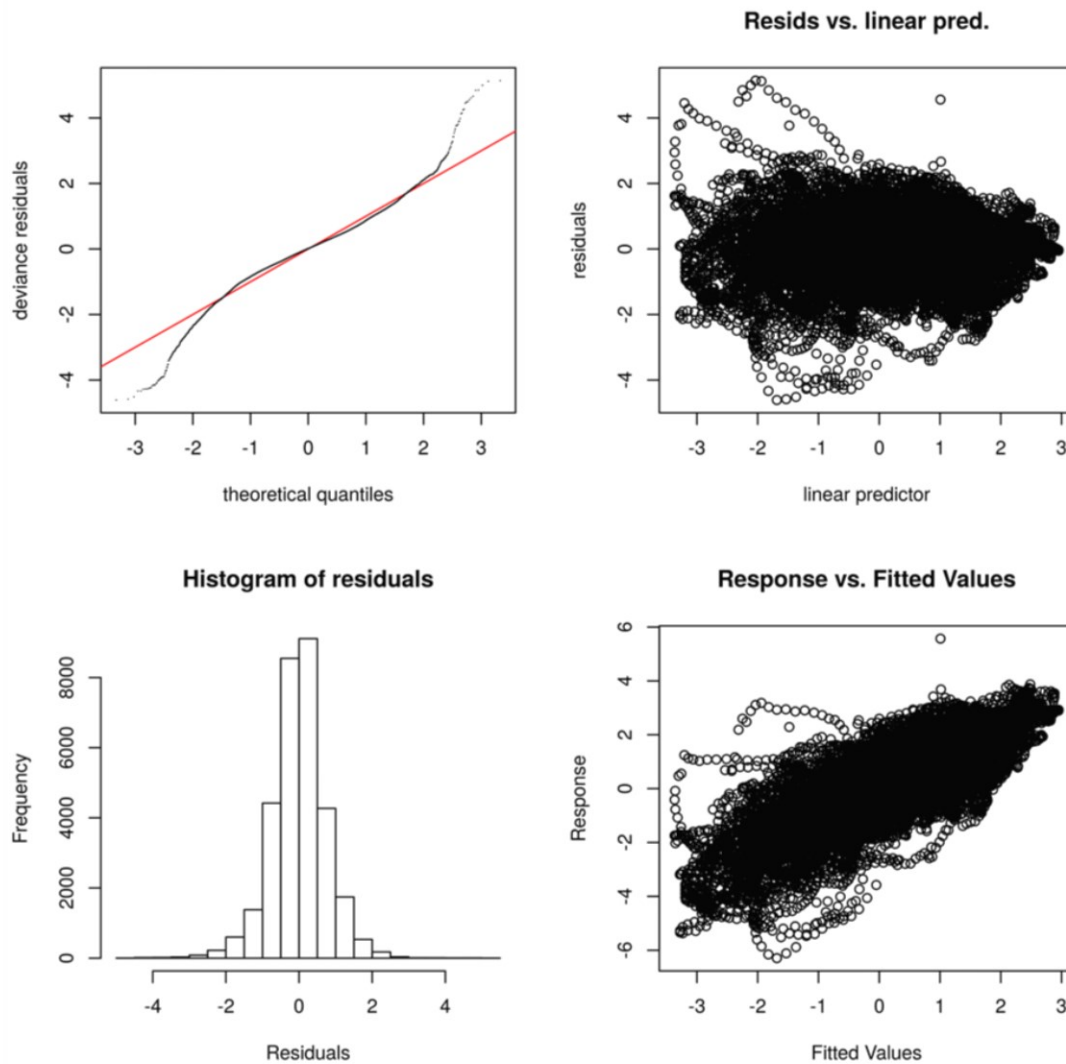 Resids vs. linear pred.
deviance residuals
4
2
0
-2
-4
-3 -2 -1 0 1 2 3
theoretical quantiles
residuals
4
2
0
-2
-4
-3 -2 -1 0 1 2 3
linear predictor
Histogram of residuals
Frequency
8000
6000
4000
2000
0
-4 -2 0 2 4
Residuals
Response vs. Fitted Values
Response
6
4
2
0
-2
-4
-6
-3 -2 -1 0 1 2 3
Fitted Values